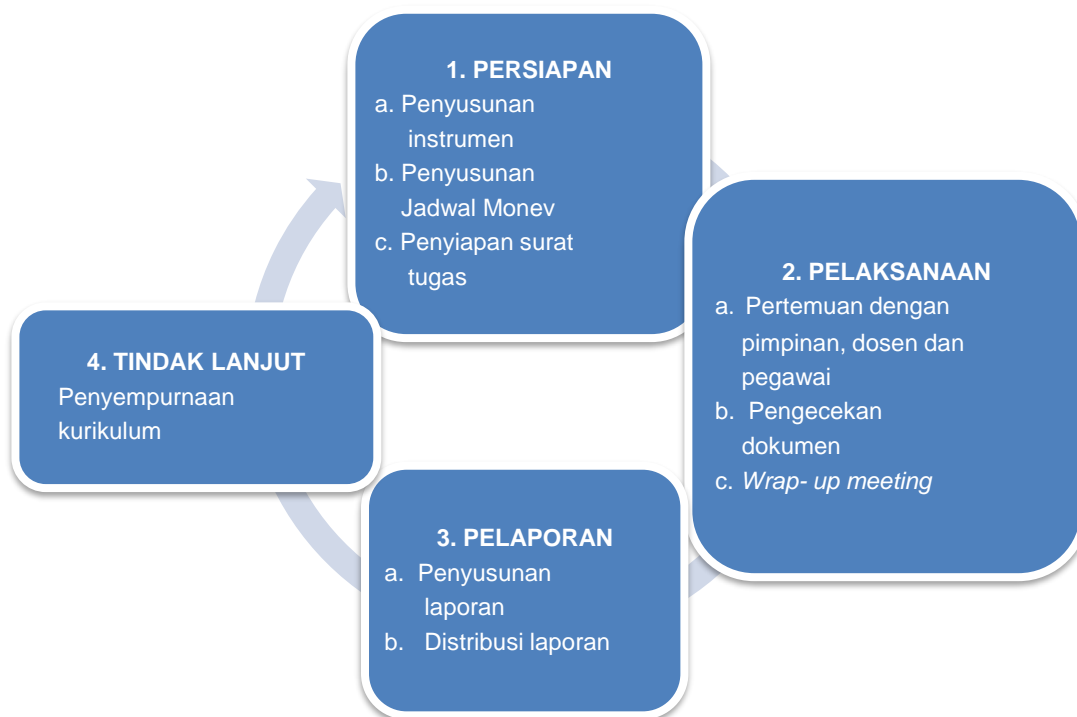 1. PERSIAPAN
a. Penyusunan
instrumen
b. Penyusunan
Jadwal Monev
c. Penyiapan surat
tugas
2. PELAKSANAAN
a. Pertemuan dengan
pimpinan, dosen dan
pegawai
b. Pengecekan
dokumen
c. Wrap- up meeting
3. PELAPORAN
a. Penyusunan
laporan
b. Distribusi laporan
4. TINDAK LANJUT
Penyempurnaan
kurikulum